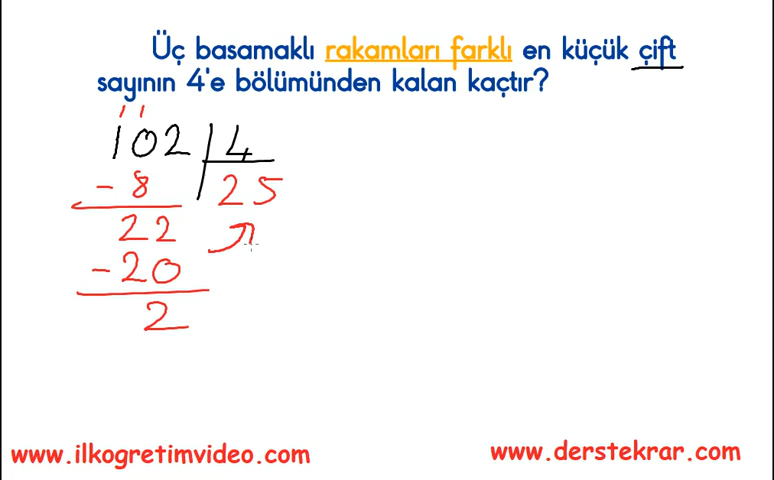 Üç basamaklı rakamları farklı en küçük çift
sayının 4'e bölümünden kalan kaçtır?
102 4
- 8 25
22
- 20
2
www.ilkogretimvideo.com www.derstekrar.com